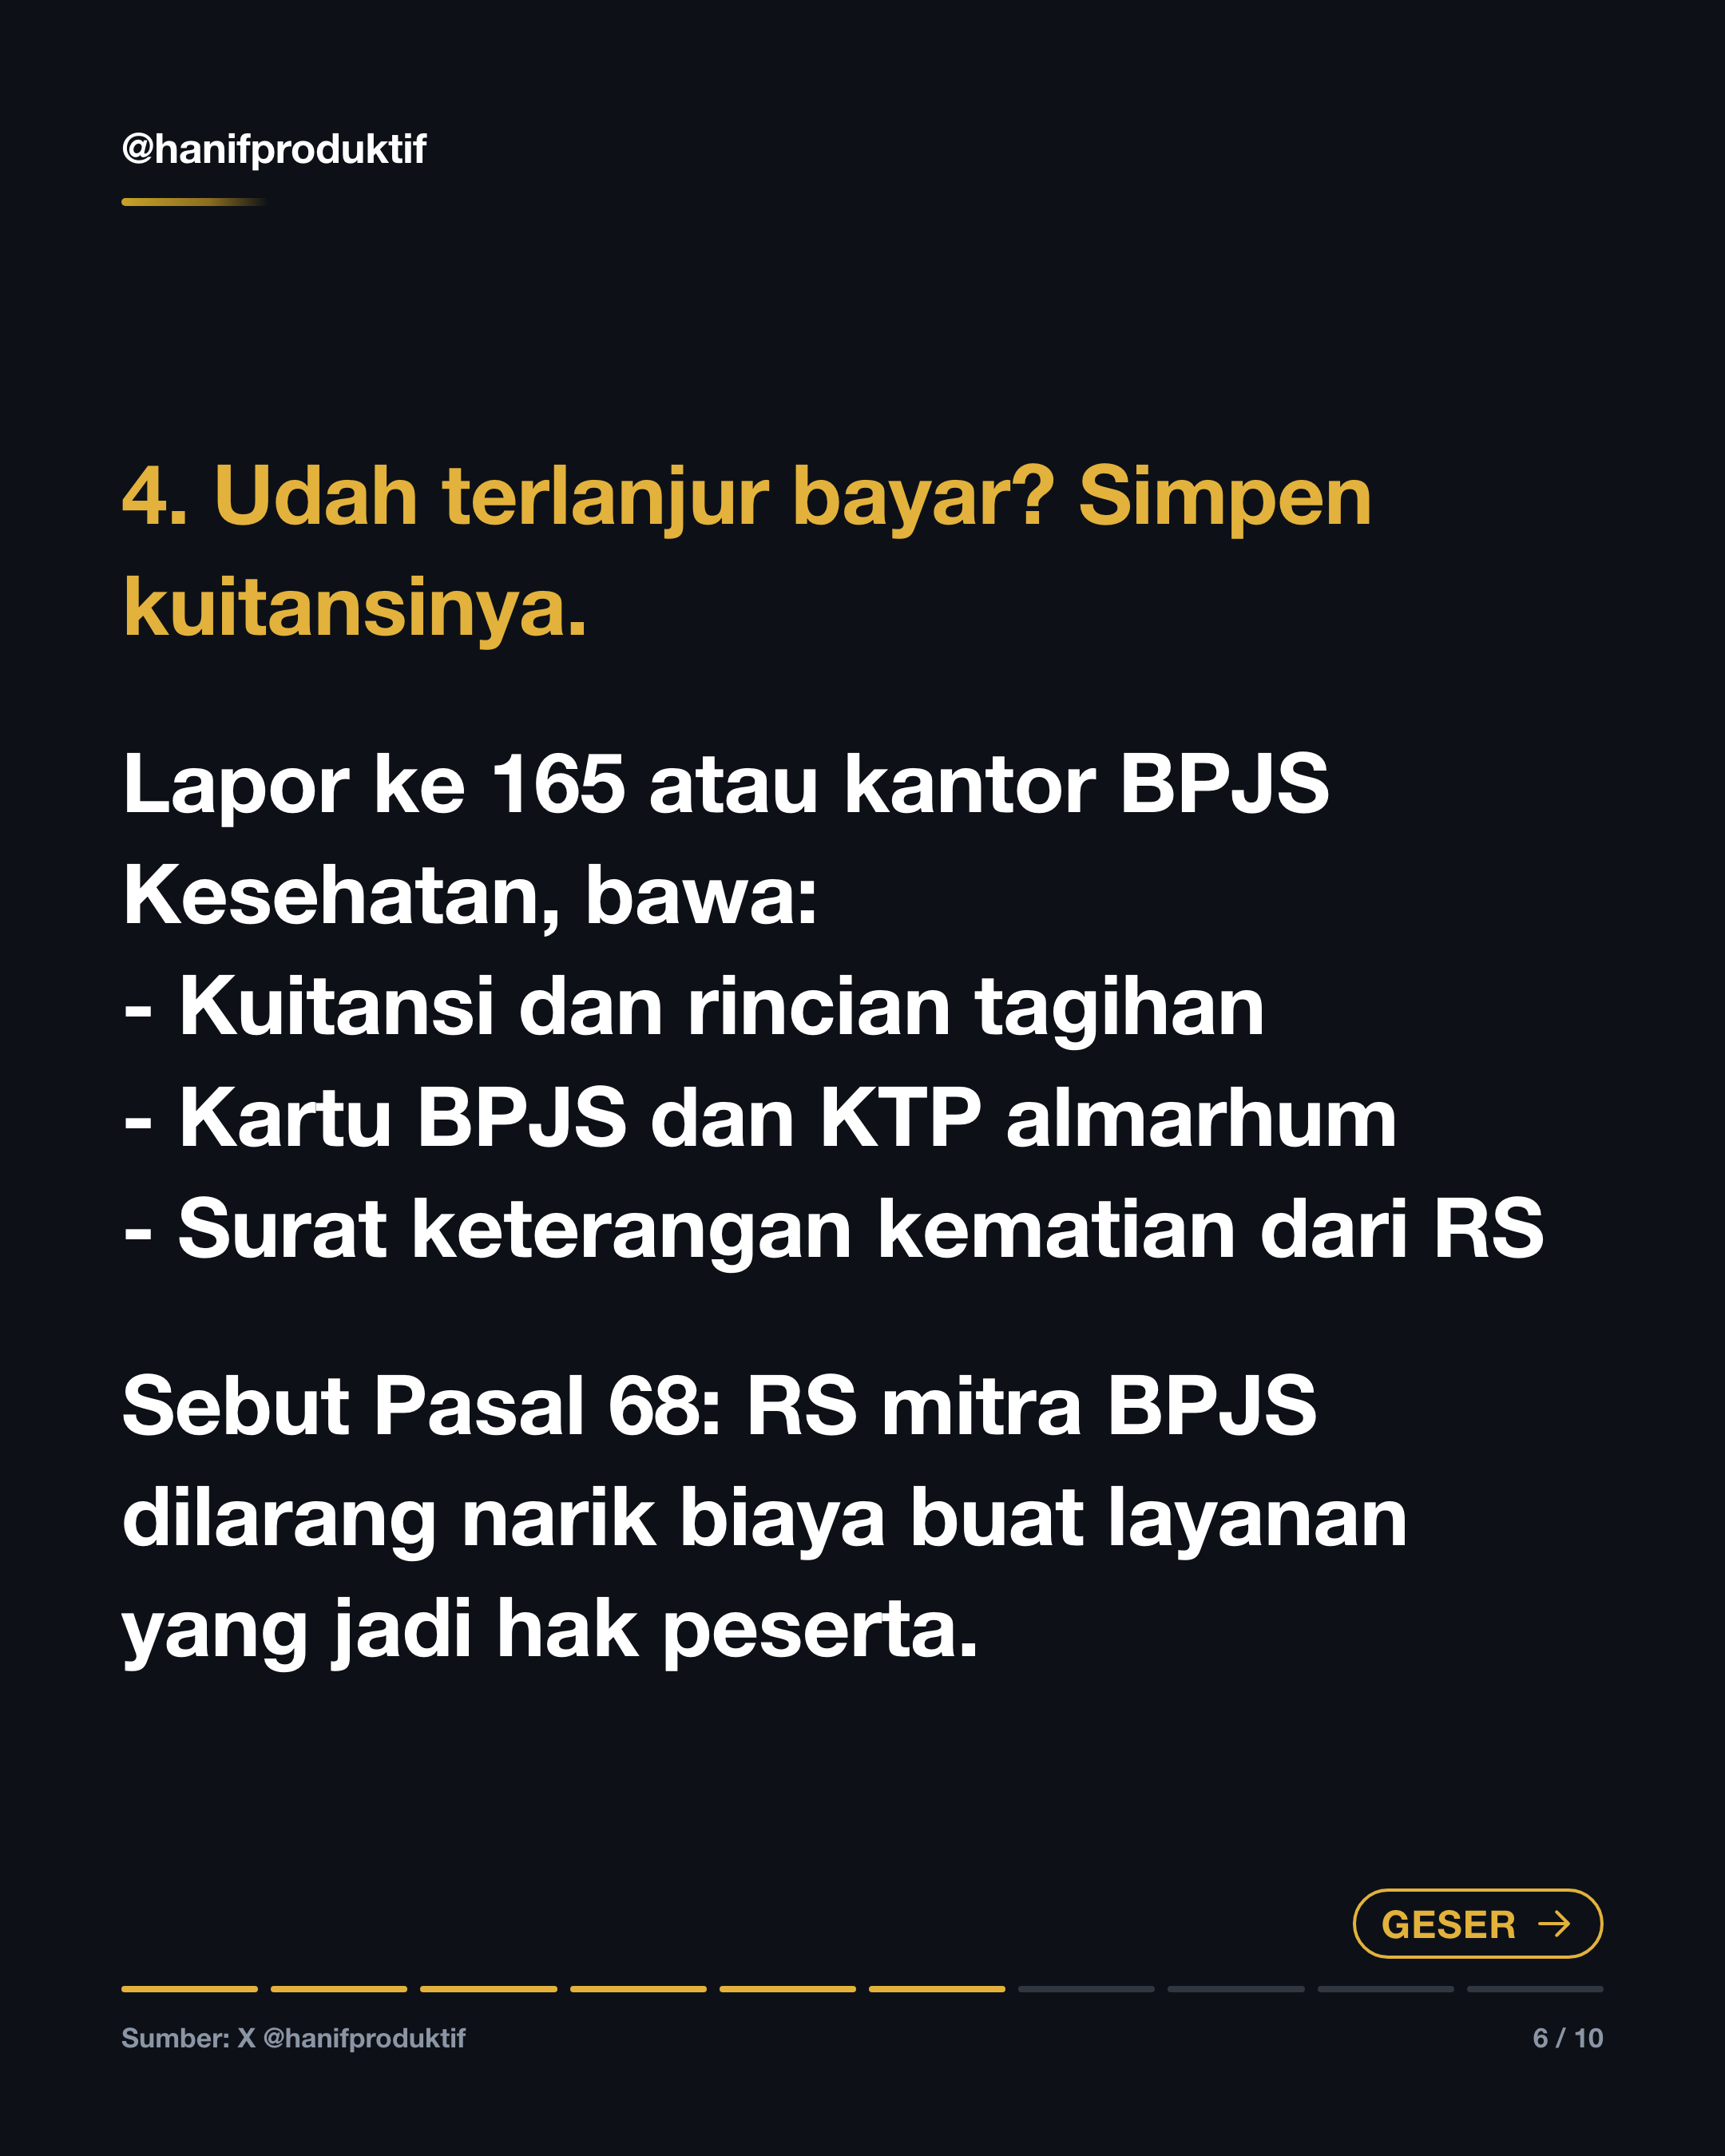 @hanifproduktif
4. Udah terlanjur bayar? Simpen
kuitansinya.
Lapor ke 165 atau kantor BPJS
Kesehatan, bawa:
- Kuitansi dan rincian tagihan
- Kartu BPJS dan KTP almarhum
- Surat keterangan kematian dari RS
Sebut Pasal 68: RS mitra BPJS
dilarang narik biaya buat layanan
yang jadi hak peserta.
GESER →
Sumber: X @hanifproduktif
6 / 10